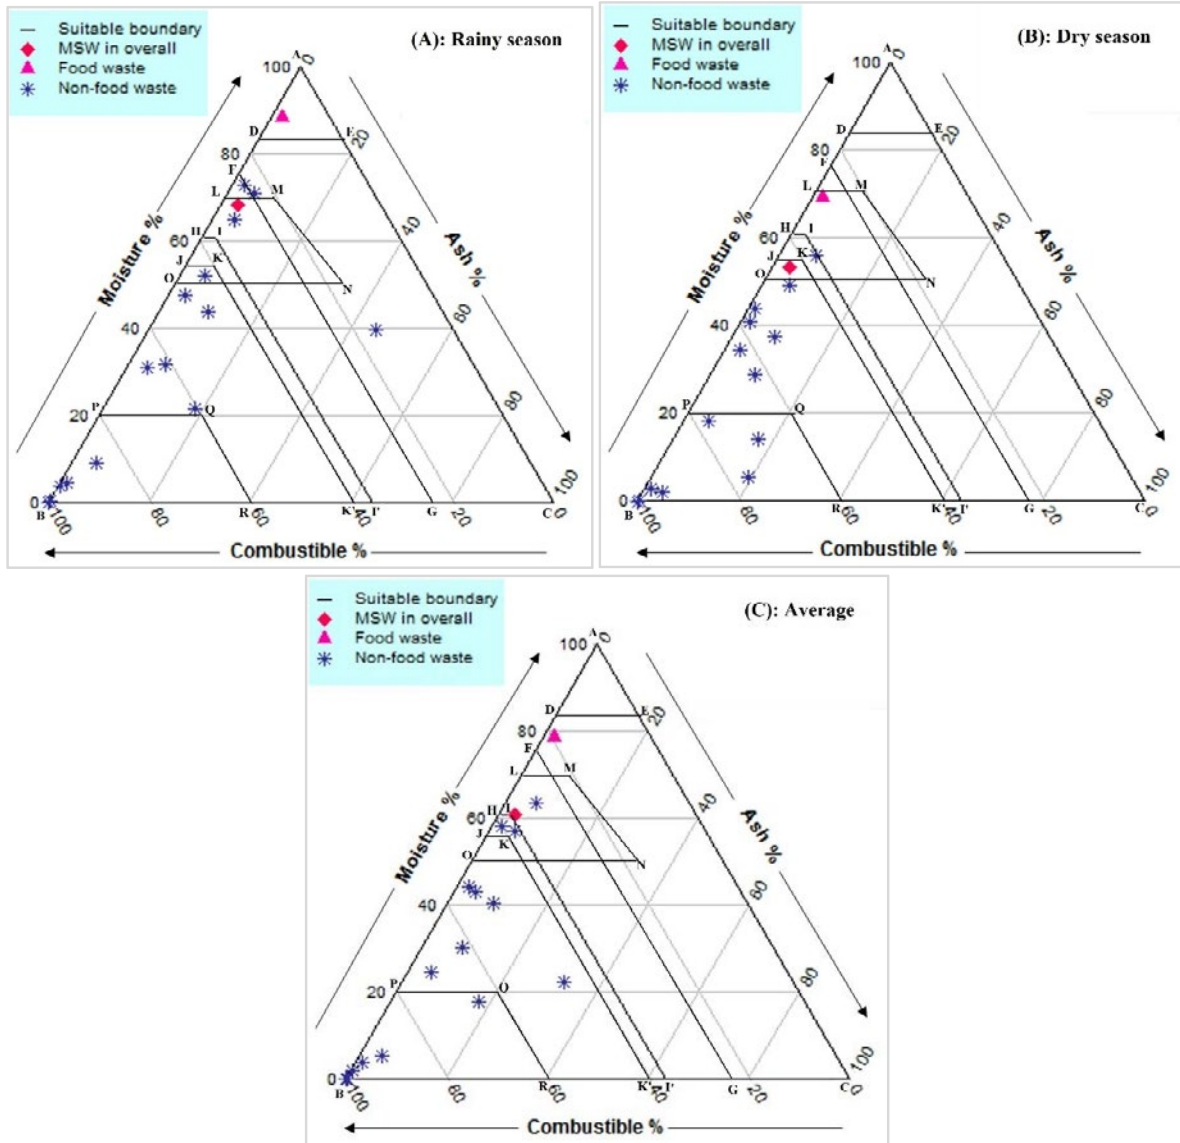 Suitable boundary
MSW in overall
Food waste
Non-food waste
(A): Rainy season
A
100 0
D E
80 20
F
L M
H I
60 40
J K
O N
40 60
P Q
20 80
0 100
B R K' I' G C
100 80 60 40 20 0
Moisture %
Ash %
Combustible %
Suitable boundary
MSW in overall
Food waste
Non-food waste
(B): Dry season
A
100 0
D E
80 20
F
L M
H I
60 40
J K
O N
40 60
P Q
20 80
0 100
B R K' I' G C
100 80 60 40 20 0
Moisture %
Ash %
Combustible %
Suitable boundary
MSW in overall
Food waste
Non-food waste
(C): Average
A
100 0
D E
80 20
F
L M
H I
60 40
J K
O N
40 60
P Q
20 80
0 100
B R K' I' G C
100 80 60 40 20 0
Moisture %
Ash %
Combustible %